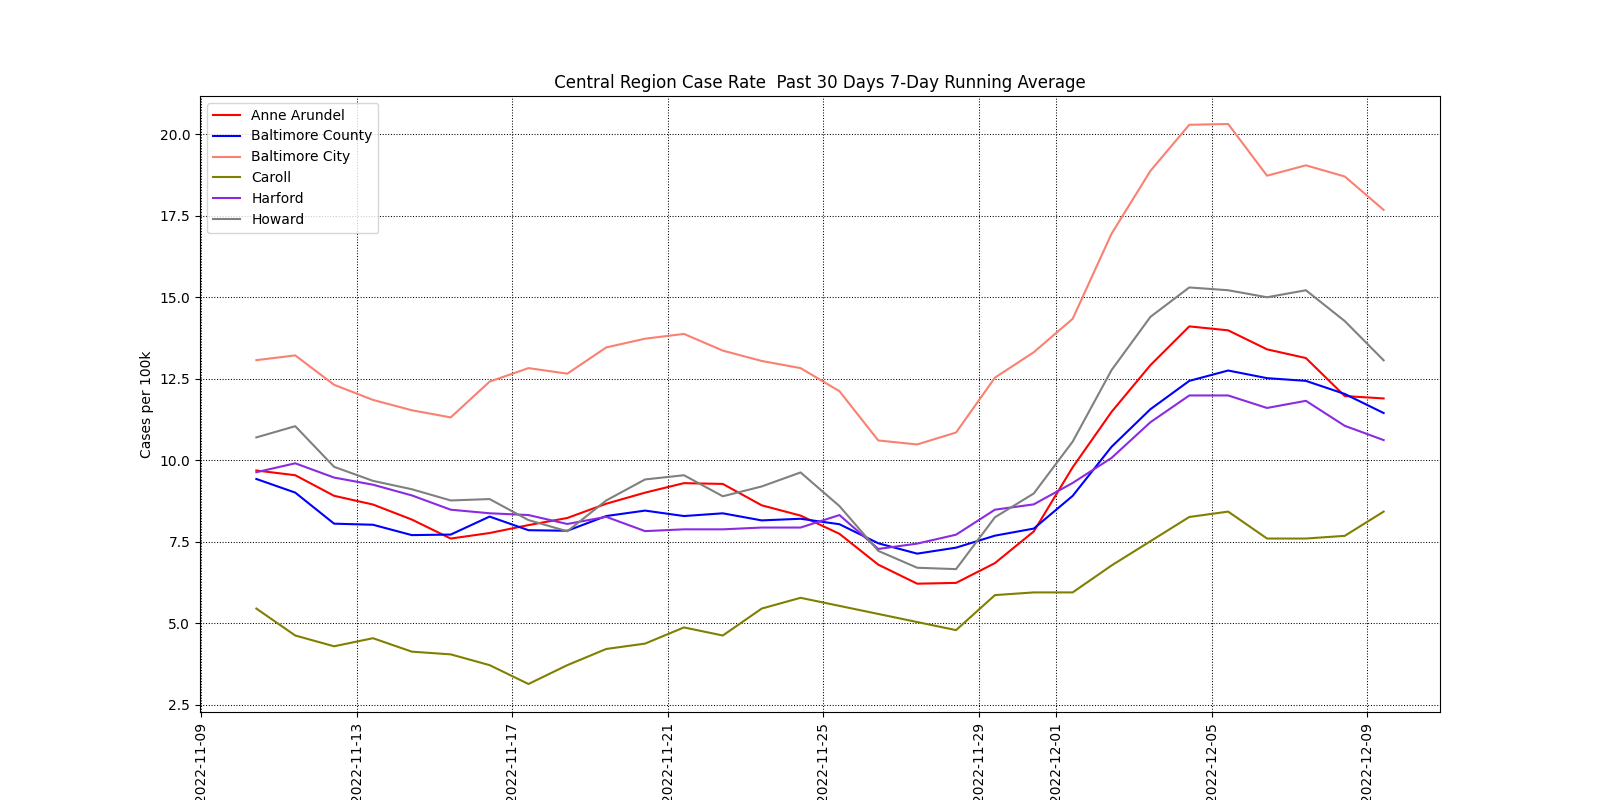 Central Region Case Rate  Past 30 Days 7-Day Running Average
Anne Arundel
Baltimore County
Baltimore City
Caroll
Harford
Howard
Cases per 100k
20.0
17.5
15.0
12.5
10.0
7.5
5.0
2.5
2022-11-09
2022-11-13
2022-11-17
2022-11-21
2022-11-25
2022-11-29
2022-12-01
2022-12-05
2022-12-09